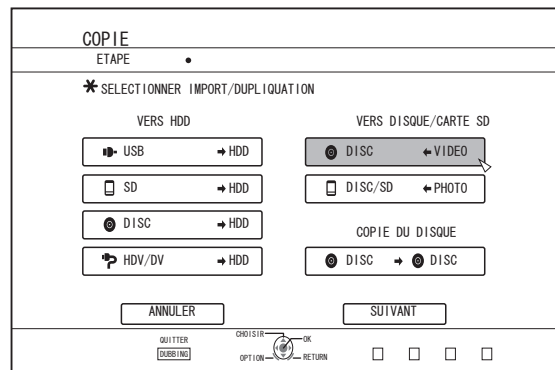 COPIE
ETAPE
* SELECTIONNER IMPORT/DUPLIQUATION
VERS HDD
USB → HDD
SD → HDD
DISC → HDD
HDV/DV → HDD
VERS DISQUE/CARTE SD
DISC ← VIDEO
DISC/SD ← PHOTO
COPIE DU DISQUE
DISC → DISC
ANNULER
SUIVANT
QUITTER
DUBBING
CHOISIR
OK
OPTION
RETURN